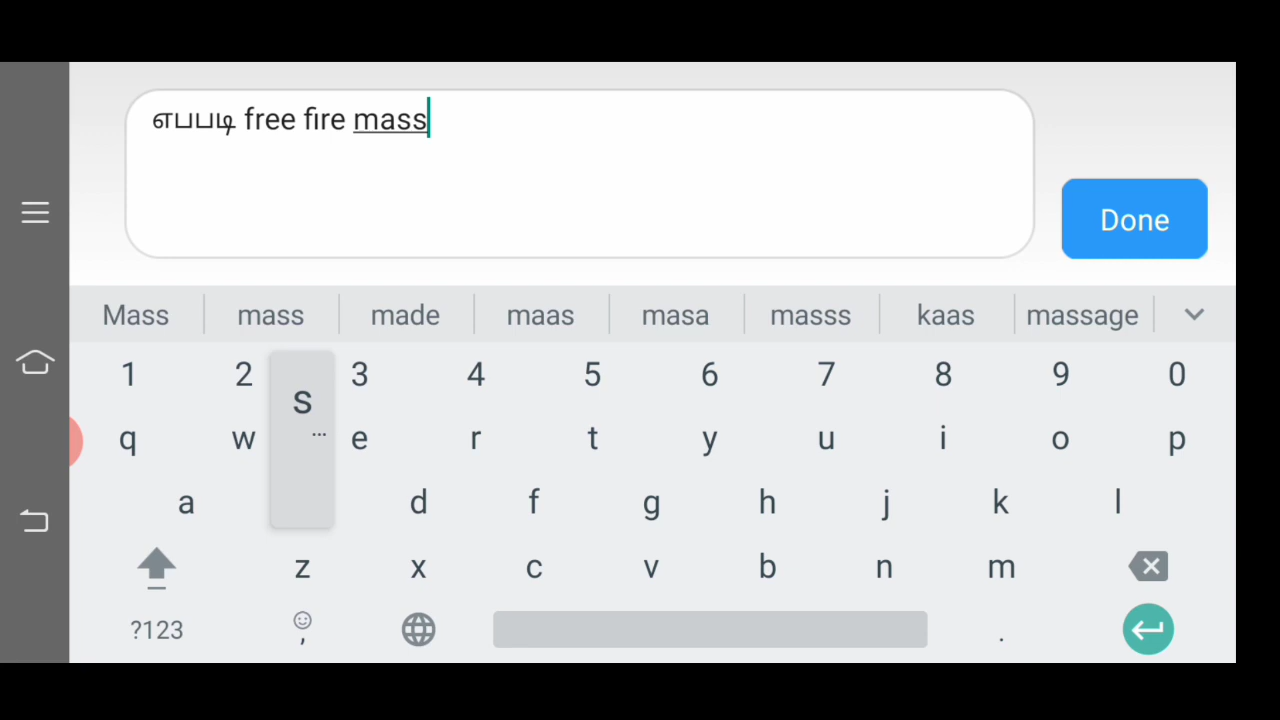 எபபடி free fire mass
Done
Mass mass made maas masa masss kaas massage
1 2 3 4 5 6 7 8 9 0
s
q w e r t y u i o p
a d f g h j k l
z x c v b n m
?123 , .